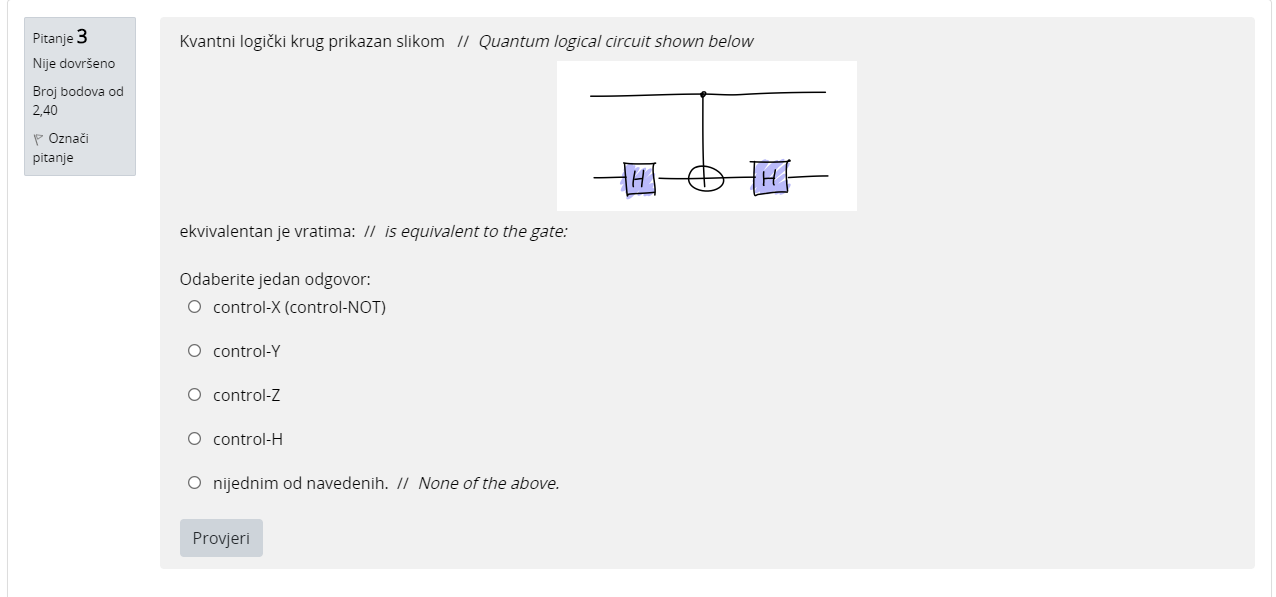 Pitanje 3
Nije dovršeno
Broj bodova od
2,40
Označi
pitanje
Kvantni logički krug prikazan slikom // Quantum logical circuit shown below
H
H
ekvivalentan je vratima: // is equivalent to the gate:
Odaberite jedan odgovor:
control-X (control-NOT)
control-Y
control-Z
control-H
nijednim od navedenih. // None of the above.
Provjeri